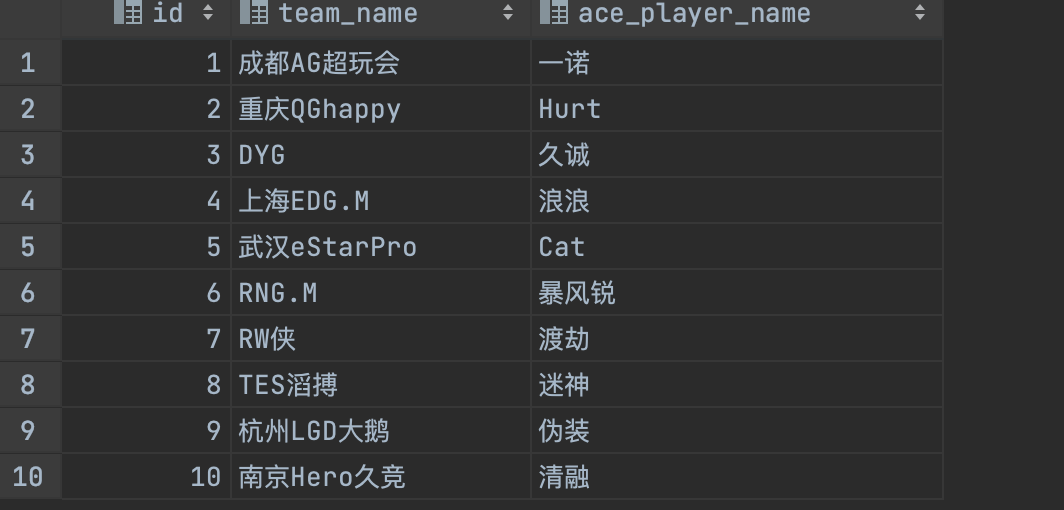 id team_name ace_player_name
1 1 成都AG超玩会 一诺
2 2 重庆QGhappy Hurt
3 3 DYG 久诚
4 4 上海EDG.M 浪浪
5 5 武汉eStarPro Cat
6 6 RNG.M 暴风锐
7 7 RW侠 渡劫
8 8 TES滔搏 迷神
9 9 杭州LGD大鹅 伪装
10 10 南京Hero久竞 清融